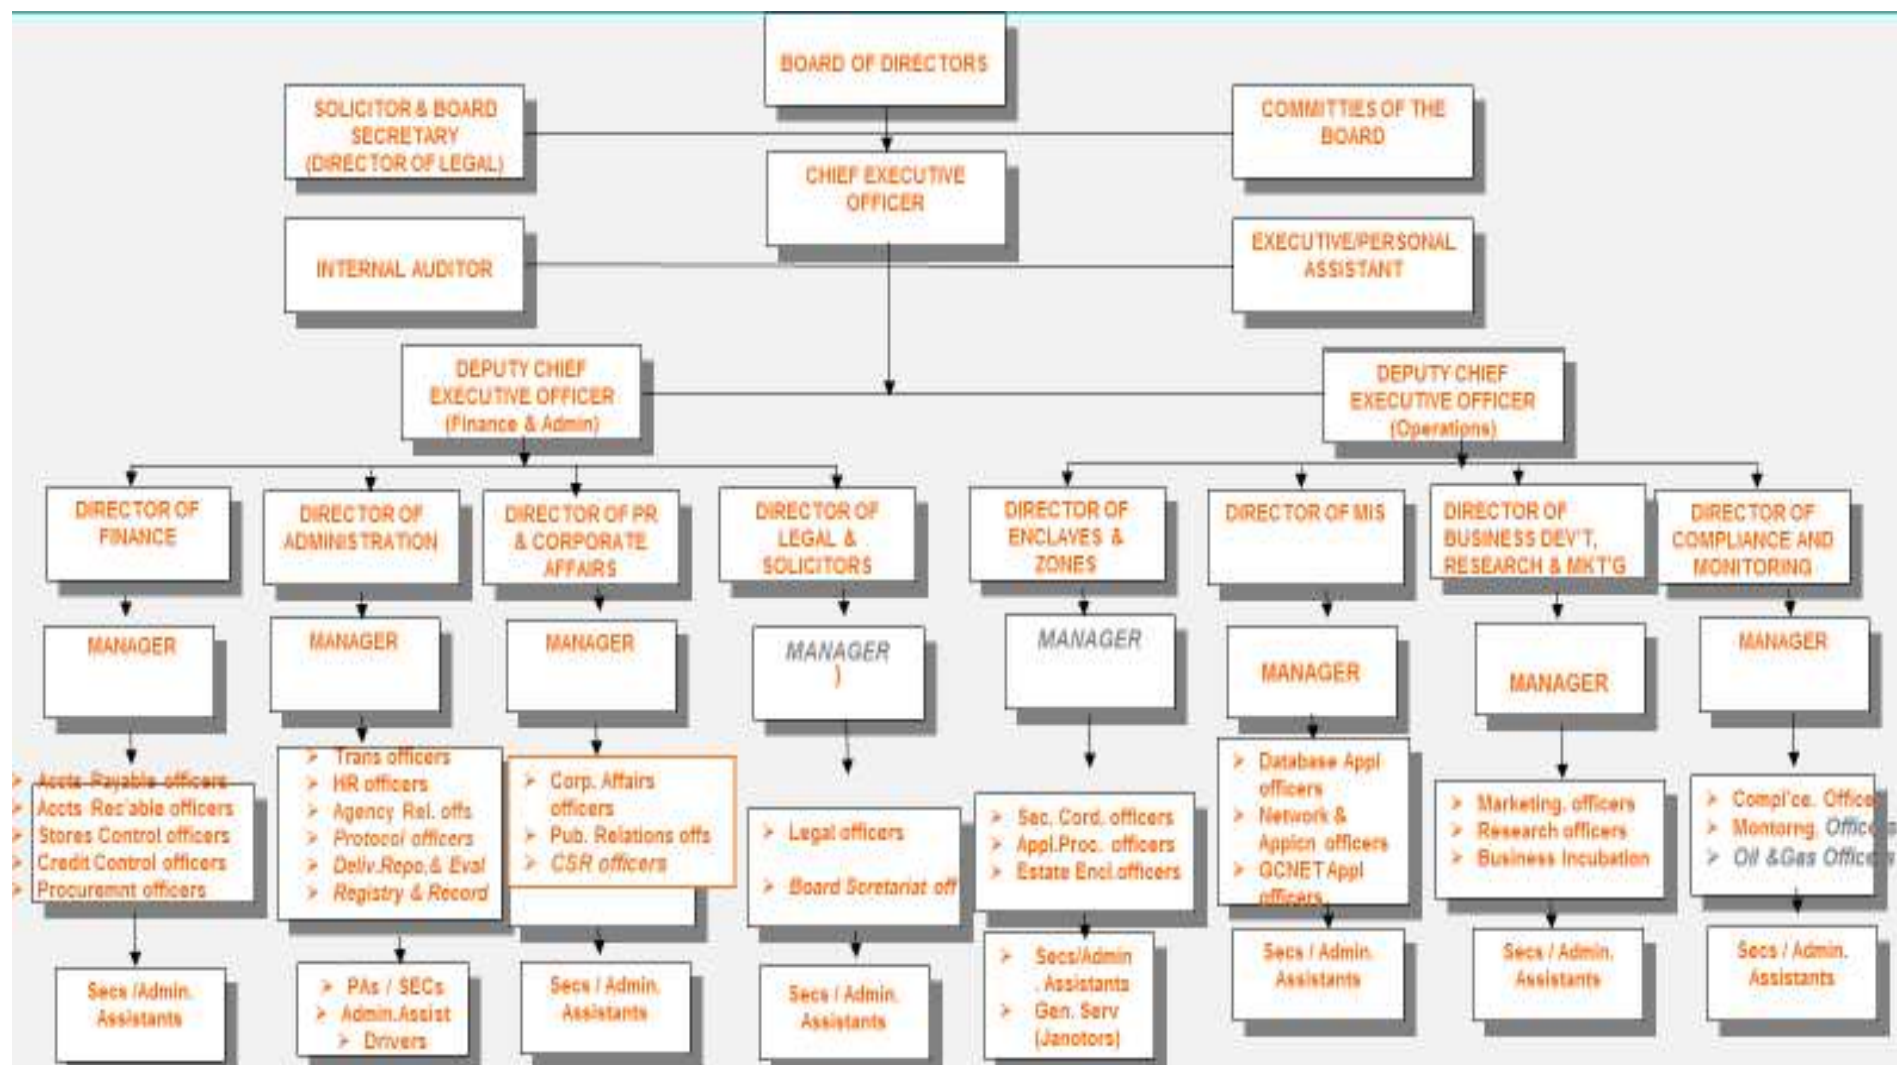 BOARD OF DIRECTORS
SOLICITOR & BOARD
SECRETARY
(DIRECTOR OF LEGAL)
COMMITTIES OF THE
BOARD
CHIEF EXECUTIVE
OFFICER
INTERNAL AUDITOR
EXECUTIVE/PERSONAL
ASSISTANT
DEPUTY CHIEF
EXECUTIVE OFFICER
(Finance & Admin)
DEPUTY CHIEF
EXECUTIVE OFFICER
(Operations)
DIRECTOR OF
FINANCE
DIRECTOR OF
ADMINISTRATION
DIRECTOR OF PR
& CORPORATE
AFFAIRS
DIRECTOR OF
LEGAL &
SOLICITORS
DIRECTOR OF
ENCLAVES &
ZONES
DIRECTOR OF MIS
DIRECTOR OF
BUSINESS DEV'T,
RESEARCH & MKT'G
DIRECTOR OF
COMPLIANCE AND
MONITORING
MANAGER
MANAGER
MANAGER
MANAGER
)
MANAGER
MANAGER
MANAGER
MANAGER
Accts Payable officers
Accts Rec'able officers
Stores Control officers
Credit Control officers
Procuremnt officers
Trans officers
HR officers
Agency Rel. offs
Protocol officers
Deliv.Repo,& Eval
Registry & Record
Corp. Affairs
officers
Pub. Relations offs
CSR officers
Legal officers
Board Scretariat off
Sec. Cord. officers
Appl.Proc. officers
Estate Encl.officers
Database Appl
officers
Network &
Appicn officers
GCNET Appl
officers
Marketing. officers
Research officers
Business Incubation
Compl'ce. Office
Montorng. Officers
Oil &Gas Officers
Secs /Admin.
Assistants
PAs / SECs
Admin.Assist
Drivers
Secs / Admin.
Assistants
Secs / Admin.
Assistants
Secs/Admin
. Assistants
Gen. Serv
(Janotors)
Secs / Admin.
Assistants
Secs / Admin.
Assistants
Secs / Admin.
Assistants